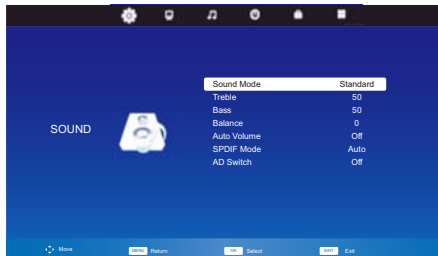 Sound Mode Standard
Treble 50
Bass 50
Balance 0
Auto Volume Off
SPDIF Mode Auto
AD Switch Off
SOUND
Move MENU Return OK Select EXIT Exit